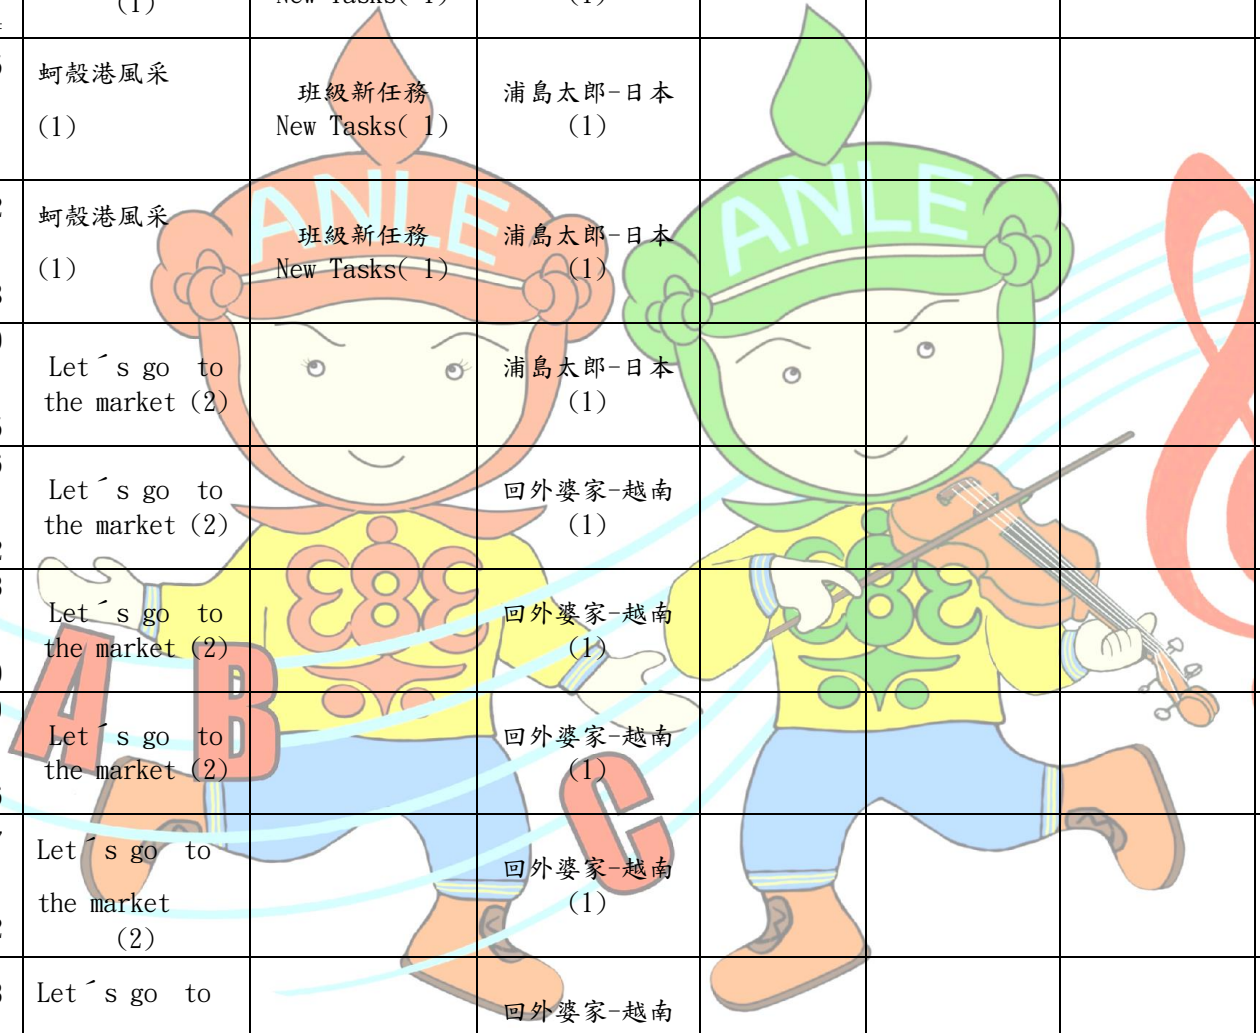 (1)
New Tasks( 1)
(1)
蚵殼港風采
(1)
班級新任務
New Tasks( 1)
浦島太郎-日本
(1)
蚵殼港風采
(1)
班級新任務
New Tasks( 1)
浦島太郎-日本
(1)
Let´s go to
the market (2)
浦島太郎-日本
(1)
Let´s go to
the market (2)
回外婆家-越南
(1)
Let´s go to
the market (2)
回外婆家-越南
(1)
Let´s go to
the market (2)
回外婆家-越南
(1)
Let´s go to
the market
(2)
回外婆家-越南
(1)
Let´s go to
回外婆家-越南
ANLE
ANLE
A B C